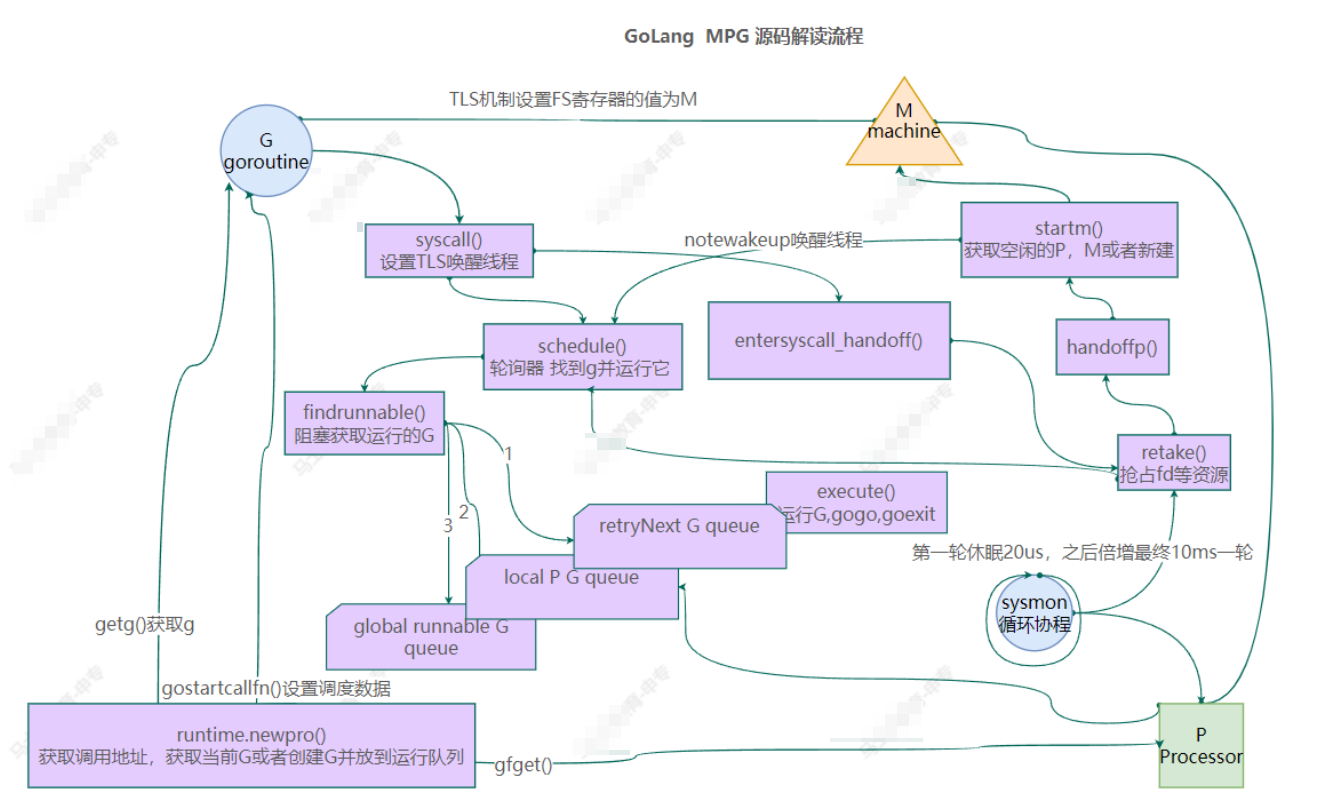 GoLang  MPG 源码解读流程
TLS机制设置FS寄存器的值为M
G
goroutine
M
machine
syscall()
设置TLS唤醒线程
notewakeup唤醒线程
startm()
获取空闲的P，M或者新建
schedule()
轮询器 找到g并运行它
entersyscall_handoff()
handoffp()
findrunnable()
阻塞获取运行的G
1
2
3
retake()
抢占fd等资源
execute()
运行G,gogo,goexit
retryNext G queue
local P G queue
global runnable G
queue
第一轮休眠20us，之后倍增最终10ms一轮
sysmon
循环协程
getg()获取g
gostartcallfn()设置调度数据
runtime.newpro()
获取调用地址，获取当前G或者创建G并放到运行队列
gfget()
P
Processor